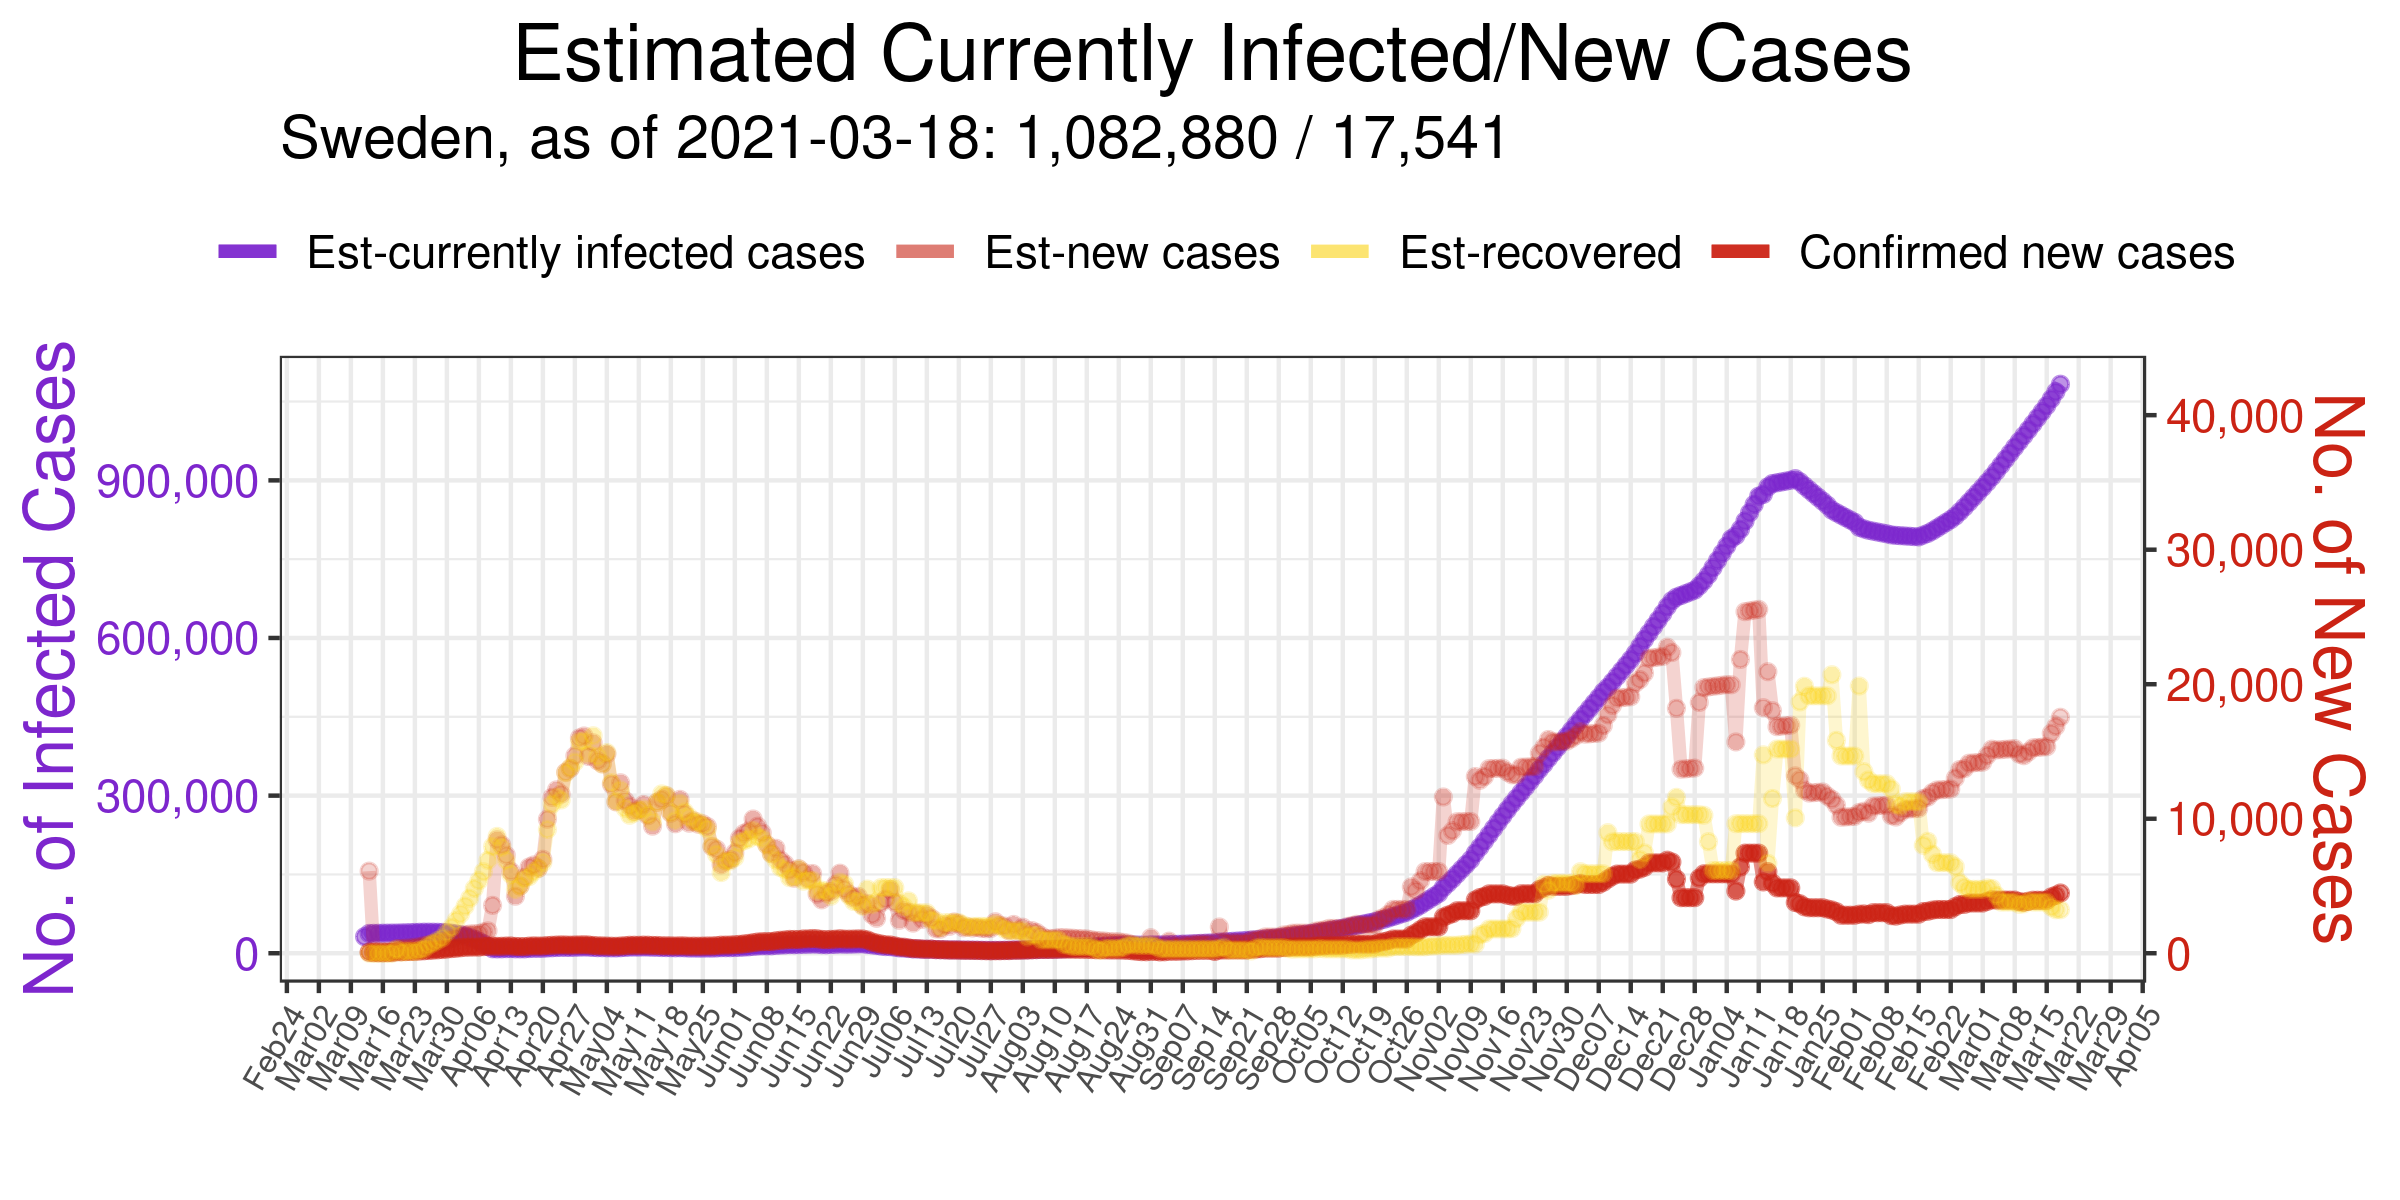 Estimated Currently Infected/New Cases
Sweden, as of 2021-03-18: 1,082,880 / 17,541
Est-currently infected cases Est-new cases Est-recovered Confirmed new cases
No. of Infected Cases
900,000
600,000
300,000
0
40,000
30,000
20,000
10,000
0
No. of New Cases
Feb24 Mar02 Mar09 Mar16 Mar23 Mar30 Apr06 Apr13 Apr20 Apr27 May04 May11 May18 May25 Jun01 Jun08 Jun15 Jun22 Jun29 Jul06 Jul13 Jul20 Jul27 Aug03 Aug10 Aug17 Aug24 Aug31 Sep07 Sep14 Sep21 Sep28 Oct05 Oct12 Oct19 Oct26 Nov02 Nov09 Nov16 Nov23 Nov30 Dec07 Dec14 Dec21 Dec28 Jan04 Jan11 Jan18 Jan25 Feb01 Feb08 Feb15 Feb22 Mar01 Mar08 Mar15 Mar22 Mar29 Apr05